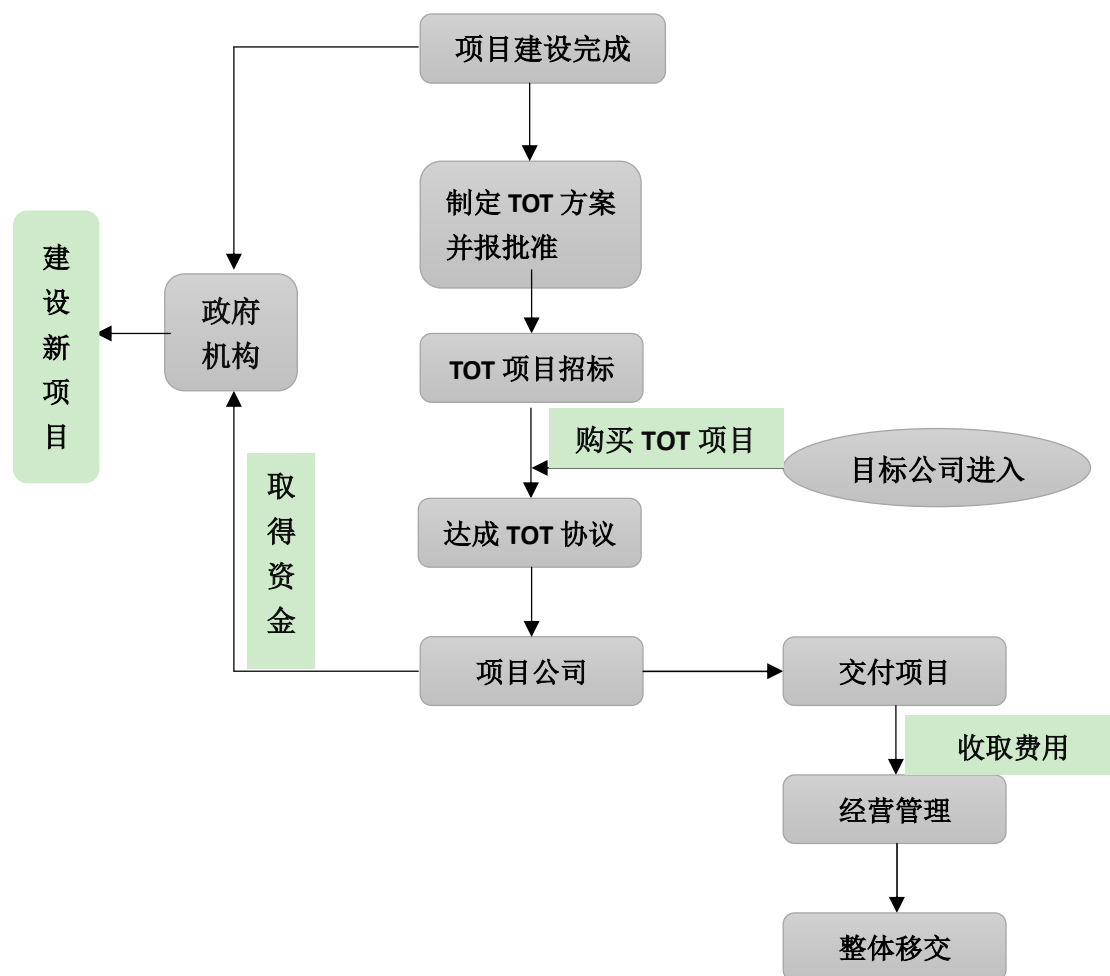 项目建设完成
制定 TOT 方案
并报批准
建
设
新
项
目
政府
机构
TOT 项目招标
购买 TOT 项目
目标公司进入
取
得
资
金
达成 TOT 协议
项目公司
交付项目
收取费用
经营管理
整体移交